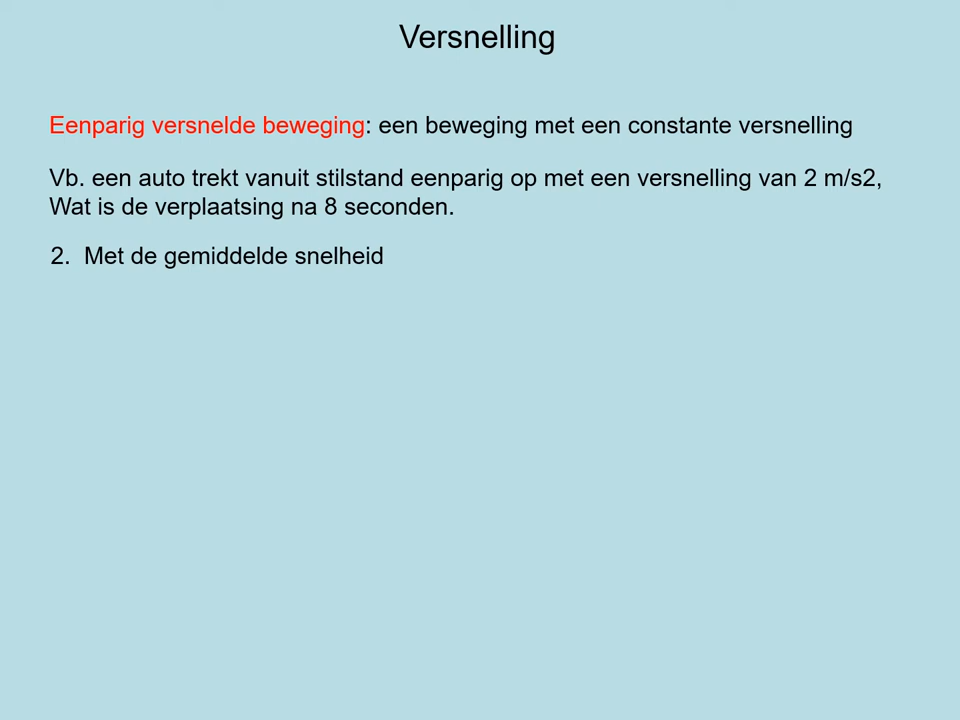 Versnelling
Eenparig versnelde beweging: een beweging met een constante versnelling
Vb. een auto trekt vanuit stilstand eenparig op met een versnelling van 2 m/s2,
Wat is de verplaatsing na 8 seconden.
2. Met de gemiddelde snelheid